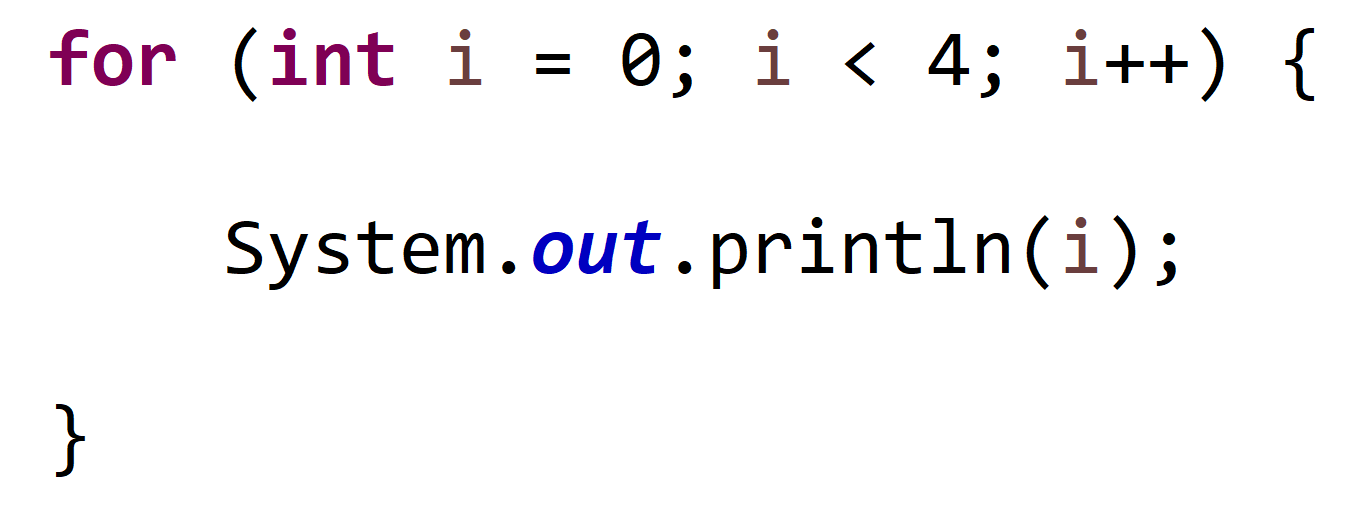 for (int i = 0; i < 4; i++) {
System.out.println(i);
}